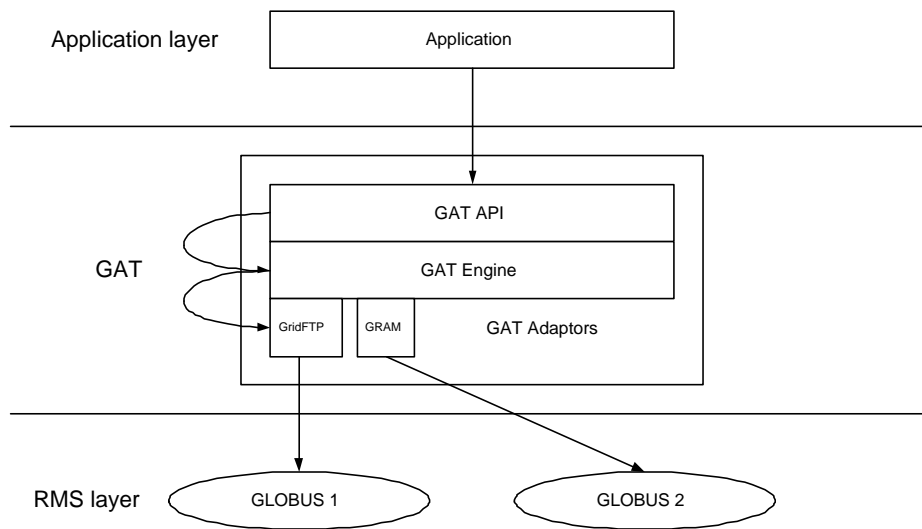 Application layer
Application
GAT API
GAT
GAT Engine
GridFTP
GRAM
GAT Adaptors
RMS layer
GLOBUS 1
GLOBUS 2